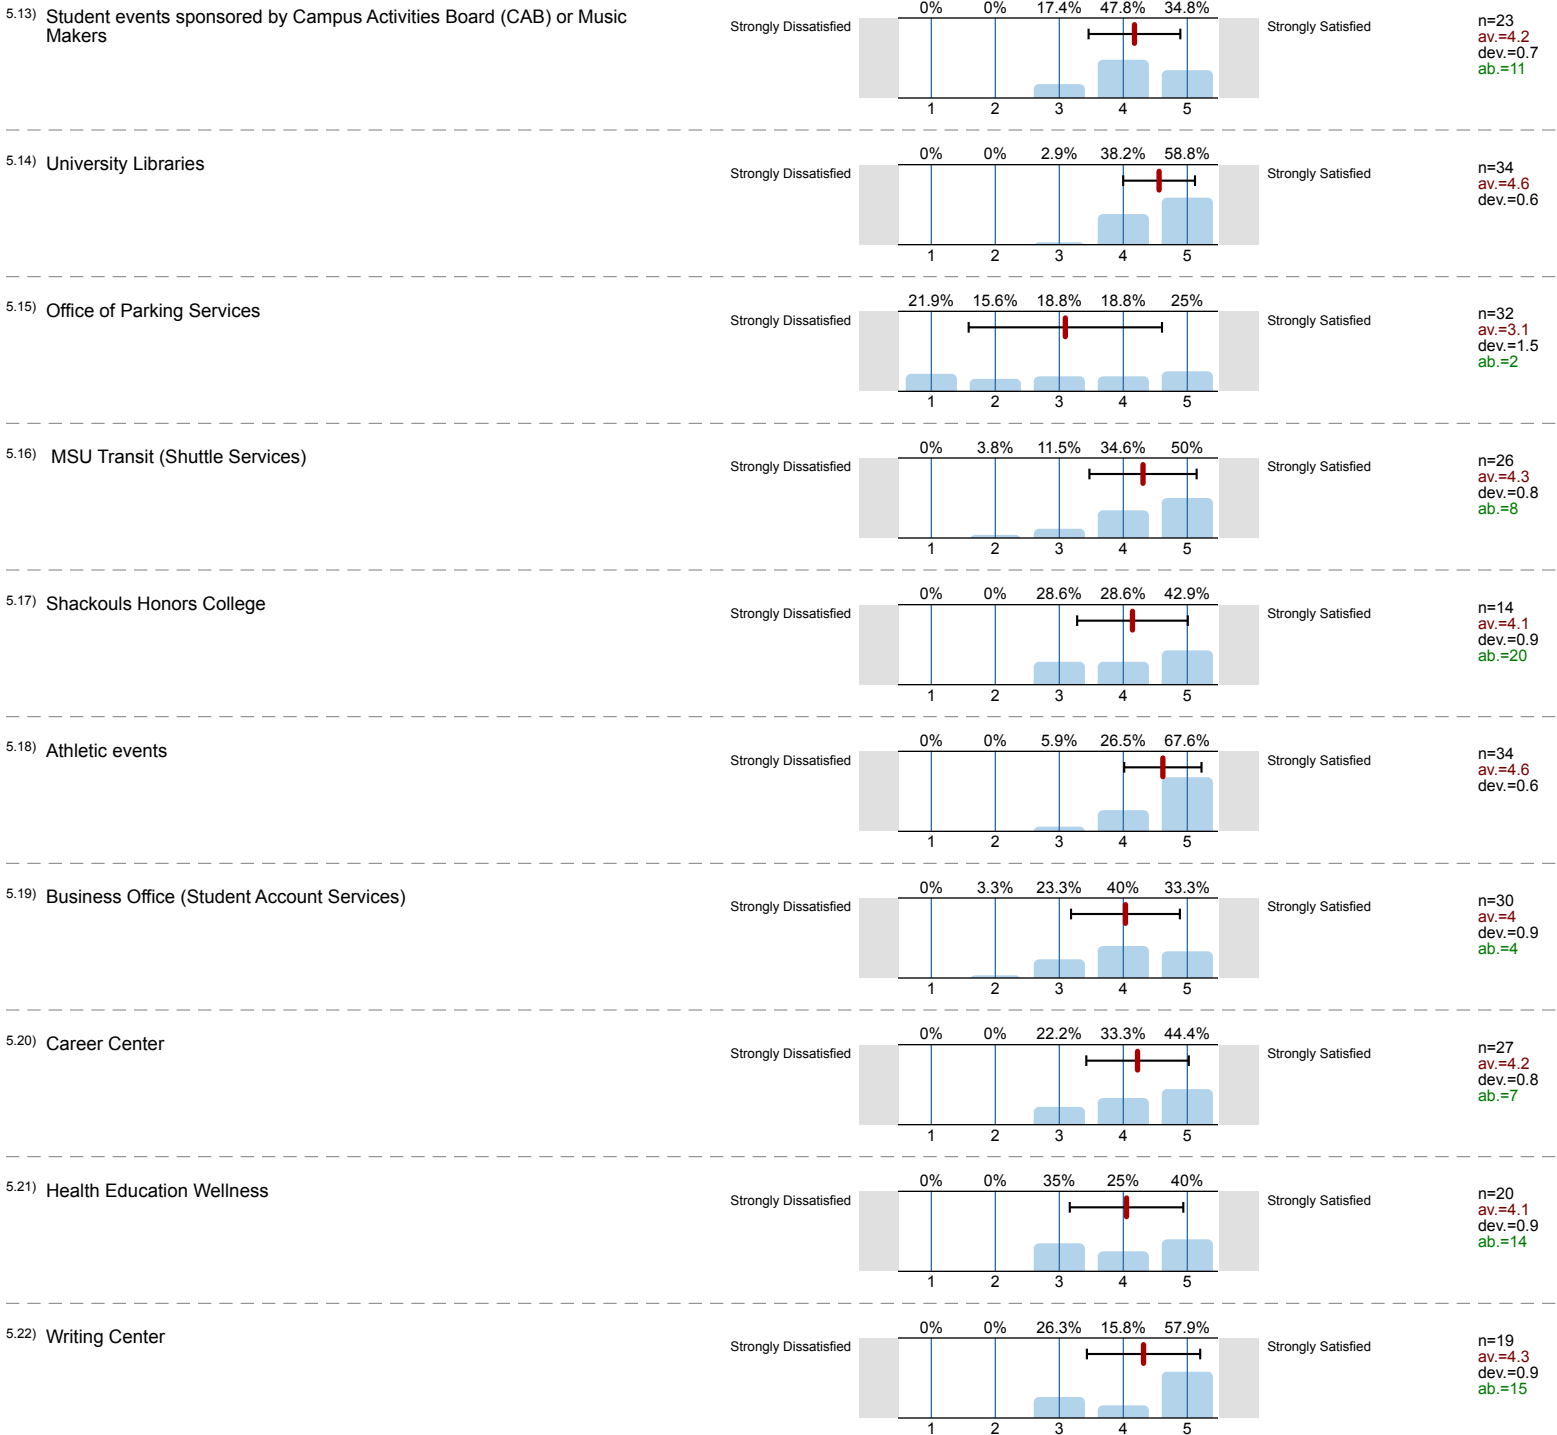 5.13) Student events sponsored by Campus Activities Board (CAB) or Music
Makers
Strongly Dissatisfied
0% 0% 17.4% 47.8% 34.8%
1 2 3 4 5
Strongly Satisfied
n=23
av.=4.2
dev.=0.7
ab.=11
5.14) University Libraries
Strongly Dissatisfied
0% 0% 2.9% 38.2% 58.8%
1 2 3 4 5
Strongly Satisfied
n=34
av.=4.6
dev.=0.6
5.15) Office of Parking Services
Strongly Dissatisfied
21.9% 15.6% 18.8% 18.8% 25%
1 2 3 4 5
Strongly Satisfied
n=32
av.=3.1
dev.=1.5
ab.=2
5.16) MSU Transit (Shuttle Services)
Strongly Dissatisfied
0% 3.8% 11.5% 34.6% 50%
1 2 3 4 5
Strongly Satisfied
n=26
av.=4.3
dev.=0.8
ab.=8
5.17) Shackouls Honors College
Strongly Dissatisfied
0% 0% 28.6% 28.6% 42.9%
1 2 3 4 5
Strongly Satisfied
n=14
av.=4.1
dev.=0.9
ab.=20
5.18) Athletic events
Strongly Dissatisfied
0% 0% 5.9% 26.5% 67.6%
1 2 3 4 5
Strongly Satisfied
n=34
av.=4.6
dev.=0.6
5.19) Business Office (Student Account Services)
Strongly Dissatisfied
0% 3.3% 23.3% 40% 33.3%
1 2 3 4 5
Strongly Satisfied
n=30
av.=4
dev.=0.9
ab.=4
5.20) Career Center
Strongly Dissatisfied
0% 0% 22.2% 33.3% 44.4%
1 2 3 4 5
Strongly Satisfied
n=27
av.=4.2
dev.=0.8
ab.=7
5.21) Health Education Wellness
Strongly Dissatisfied
0% 0% 35% 25% 40%
1 2 3 4 5
Strongly Satisfied
n=20
av.=4.1
dev.=0.9
ab.=14
5.22) Writing Center
Strongly Dissatisfied
0% 0% 26.3% 15.8% 57.9%
1 2 3 4 5
Strongly Satisfied
n=19
av.=4.3
dev.=0.9
ab.=15